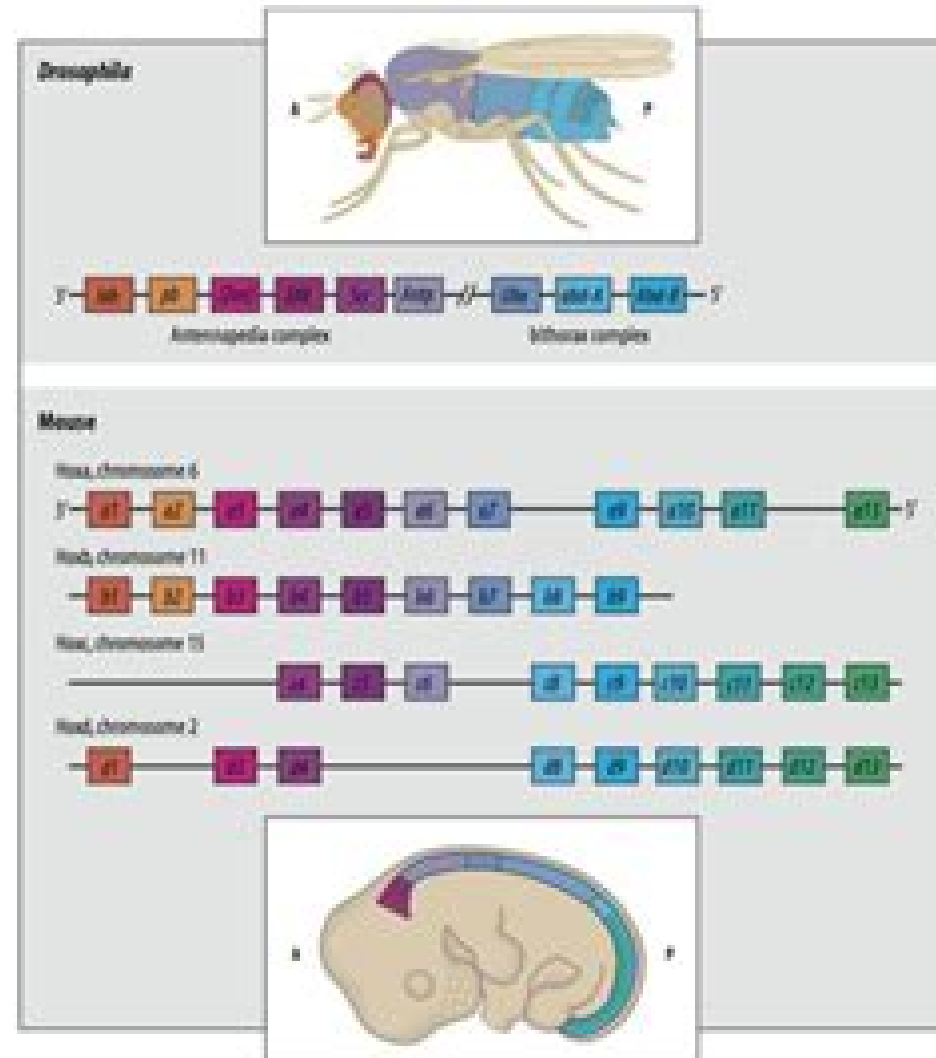 Drosophila
A P
3' lab pb Dfd Scr Antp // Ubx abd-A Abd-B 5'
Antennapedia complex bithorax complex
Mouse
Hoxa, chromosome 6
a1 a2 a3 a4 a5 a6 a7 a9 a10 a11 a13 5'
Hoxb, chromosome 11
b1 b2 b3 b4 b5 b6 b7 b8 b9
Hoxc, chromosome 15
c4 c5 c6 c8 c9 c10 c11 c12 c13
Hoxd, chromosome 2
d1 d3 d4 d8 d9 d10 d11 d12 d13
A P